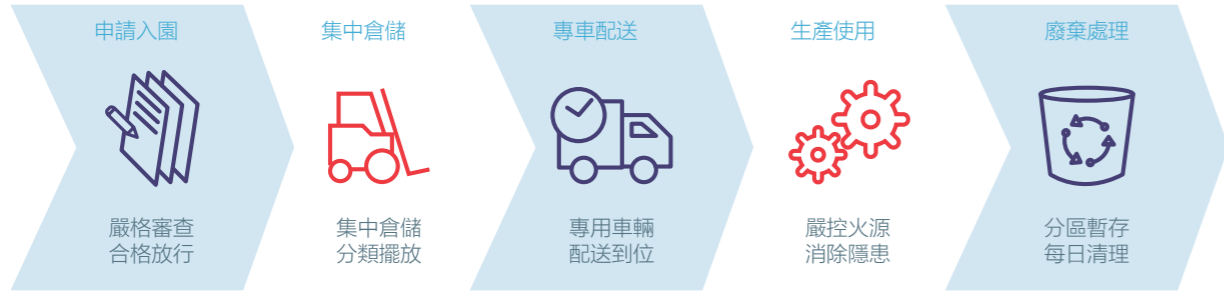 申請入園
集中倉儲
專車配送
生產使用
廢棄處理
嚴格審查
合格放行
集中倉儲
分類擺放
專用車輛
配送到位
嚴控火源
消除隱患
分區暫存
每日清理